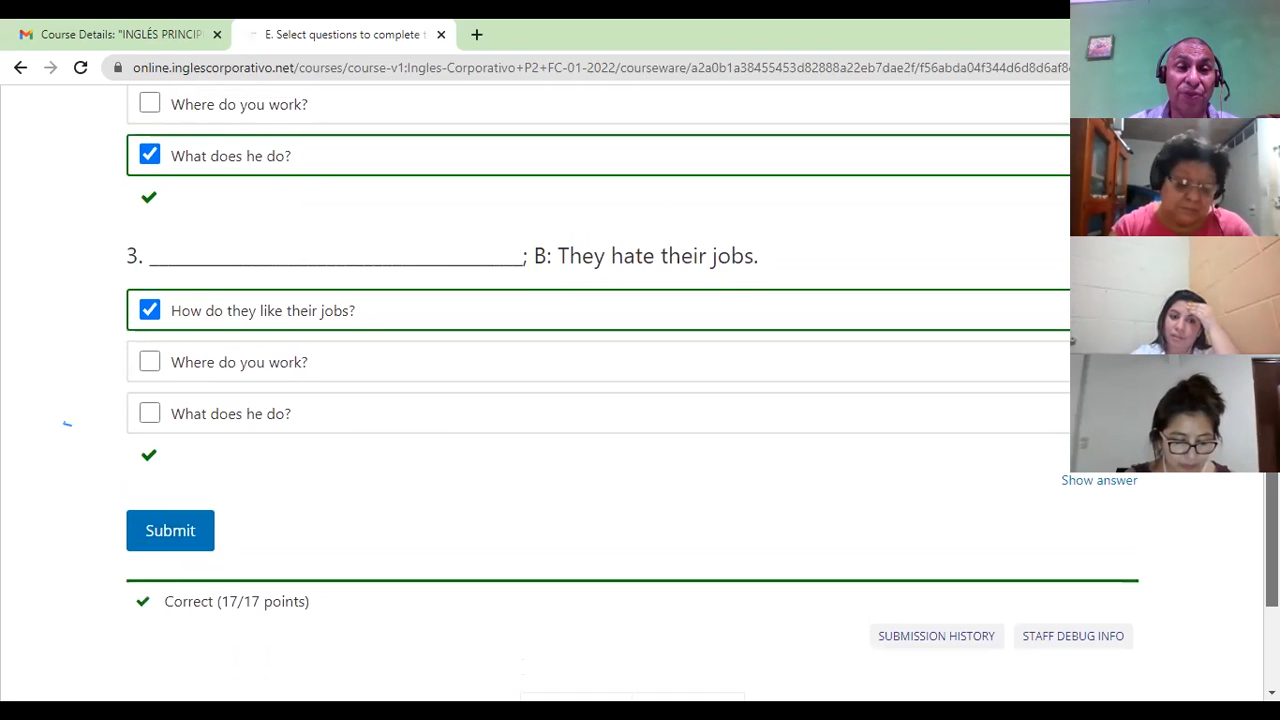 Course Details: "INGLÉS PRINCIP
E. Select questions to complete
online.inglescorporativo.net/courses/course-v1:Ingles-Corporativo+P2+FC-01-2022/courseware/a2a0b1a38455453d82888a22eb7dae2f/f56abda04f344d6d8d6af8
Where do you work?
What does he do?
3. ; B: They hate their jobs.
How do they like their jobs?
Where do you work?
What does he do?
Show answer
Submit
Correct (17/17 points)
SUBMISSION HISTORY
STAFF DEBUG INFO